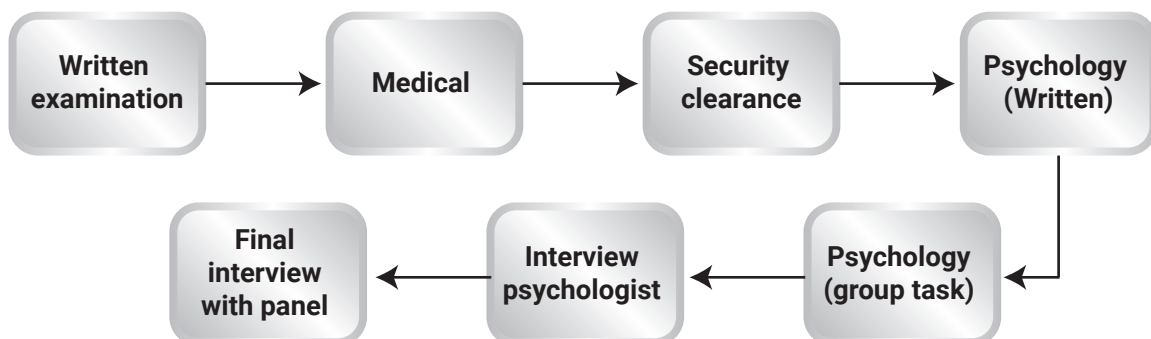 Written
examination
Medical
Security
clearance
Psychology
(Written)
Psychology
(group task)
Interview
psychologist
Final
interview
with panel